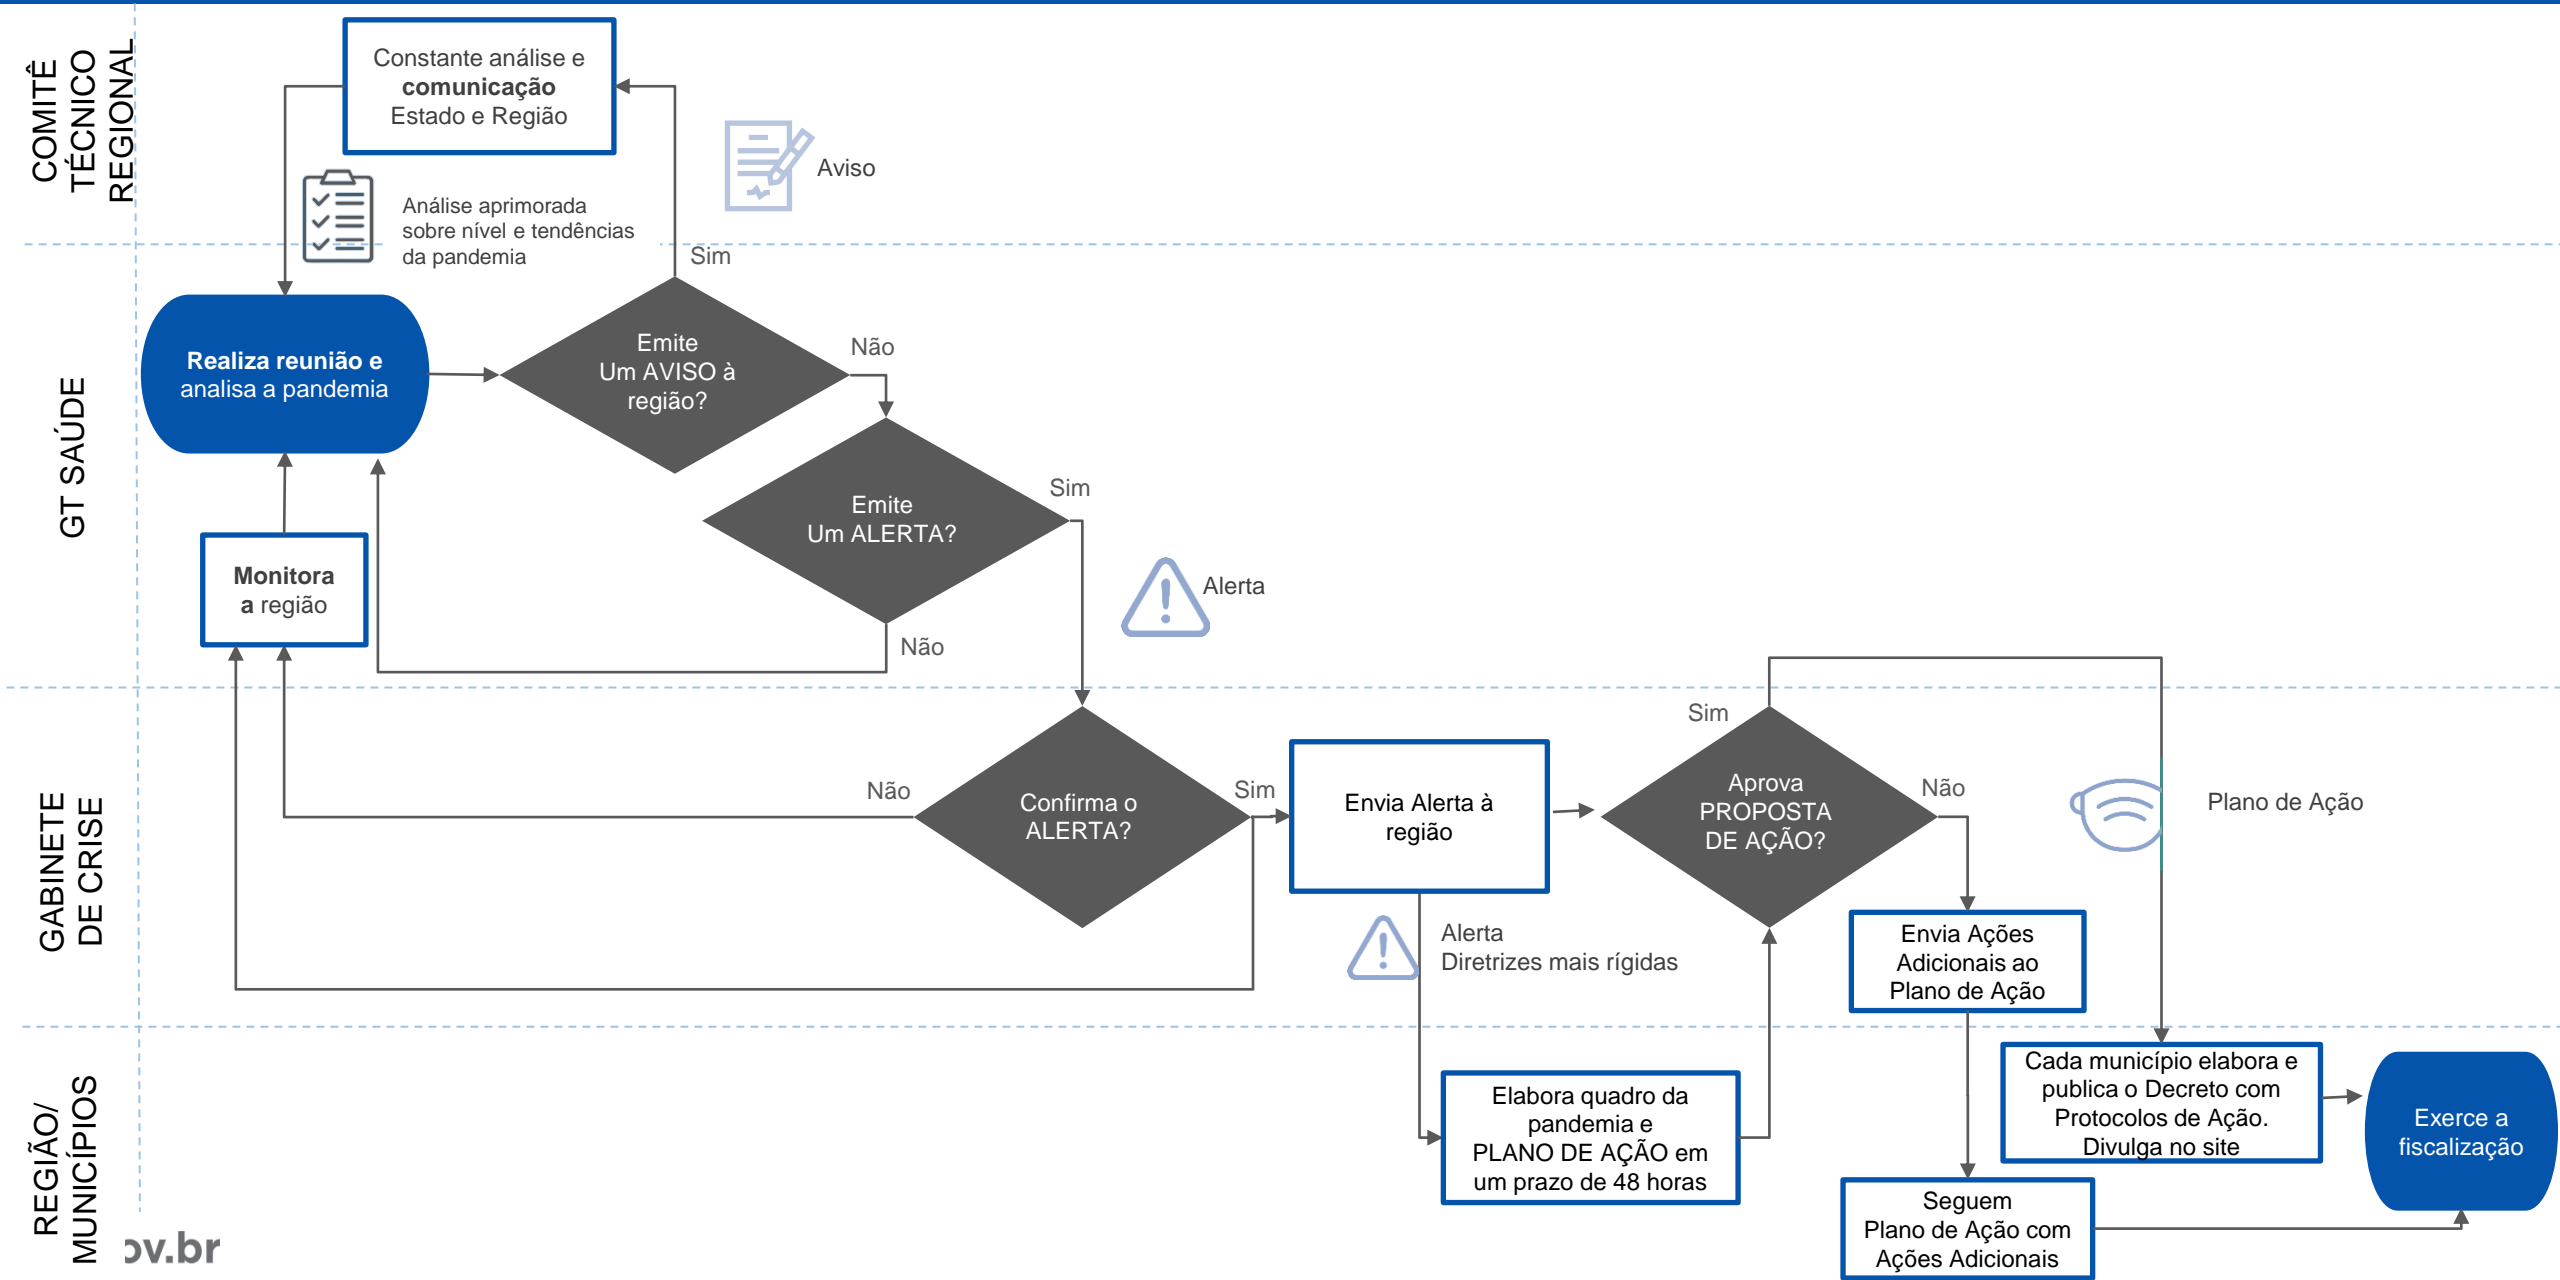 COMITÊ
TÉCNICO
REGIONAL
Constante análise e
comunicação
Estado e Região
Aviso
Análise aprimorada
sobre nível e tendências
da pandemia
GT SAÚDE
Sim
Realiza reunião e
analisa a pandemia
Emite
Um AVISO à
região?
Não
Emite
Um ALERTA?
Sim
Alerta
Não
Monitora
a região
GABINETE
DE CRISE
Não
Confirma o
ALERTA?
Sim
Envia Alerta à
região
Sim
Aprova
PROPOSTA
DE AÇÃO?
Não
Plano de Ação
Alerta
Diretrizes mais rígidas
Envia Ações
Adicionais ao
Plano de Ação
REGIÃO/
MUNICÍPIOS
Elabora quadro da
pandemia e
PLANO DE AÇÃO em
um prazo de 48 horas
Cada município elabora e
publica o Decreto com
Protocolos de Ação.
Divulga no site
Exerce a
fiscalização
Seguem
Plano de Ação com
Ações Adicionais
ov.br